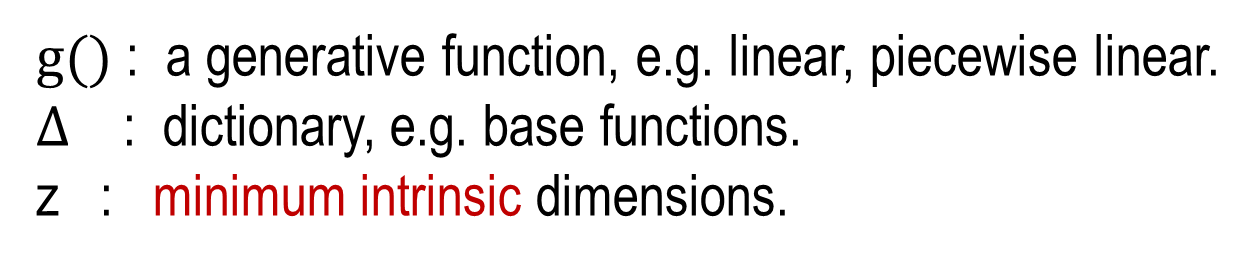 g() : a generative function, e.g. linear, piecewise linear.
Δ : dictionary, e.g. base functions.
z : minimum intrinsic dimensions.